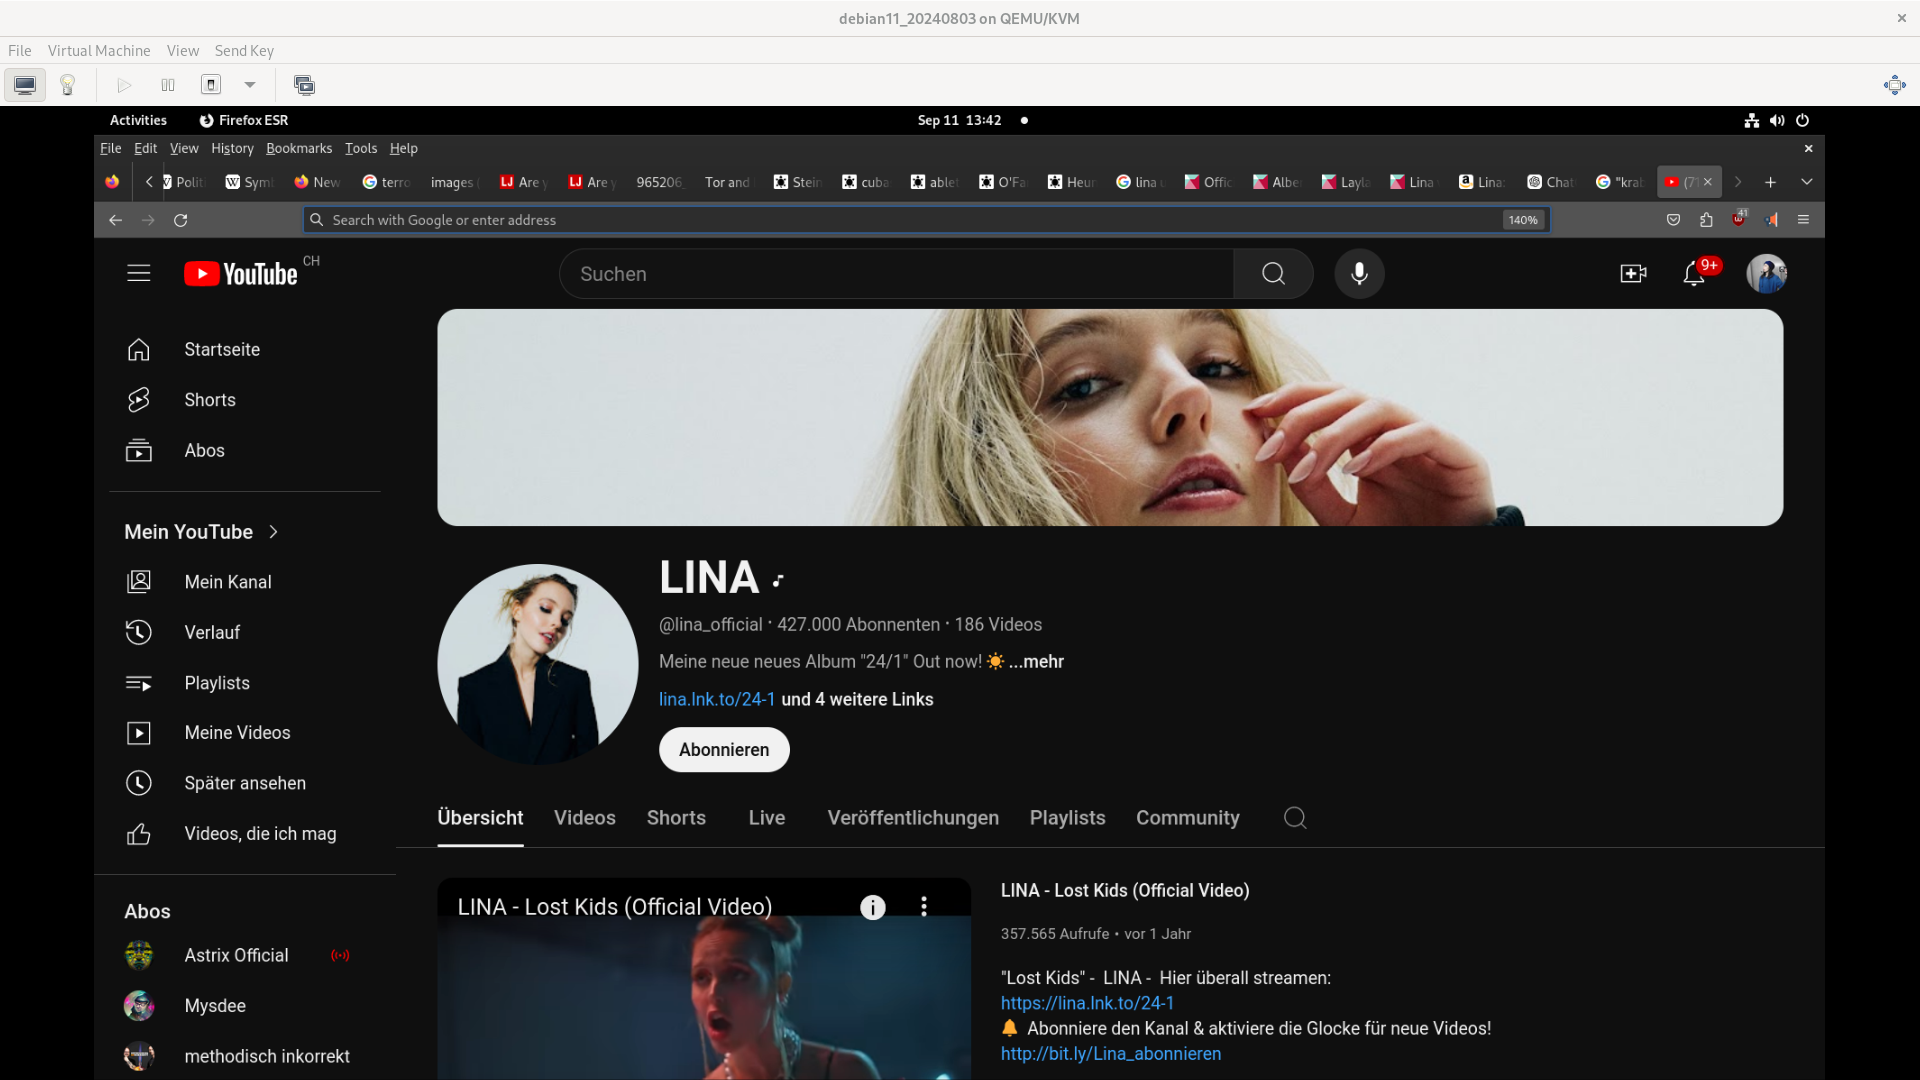 debian11_20240803 on QEMU/KVM
File Virtual Machine View Send Key
Activities Firefox ESR Sep 11 13:42
File Edit View History Bookmarks Tools Help
Polit Sym New terro images ( Are y Are y 965206 Tor and Stein cuba ablet O'Fa Heur lina u Offic Albe Layla Lina Lina: Chat "kral (71
Search with Google or enter address 140% 41
YouTube CH
Suchen
9+
Startseite
Shorts
Abos
Mein YouTube
Mein Kanal
Verlauf
Playlists
Meine Videos
Später ansehen
Videos, die ich mag
Abos
Astrix Official
Mysdee
methodisch inkorrekt
LINA
@lina_official • 427.000 Abonnenten • 186 Videos
Meine neue neues Album "24/1" Out now! ☀️ ...mehr
lina.lnk.to/24-1 und 4 weitere Links
Abonnieren
Übersicht Videos Shorts Live Veröffentlichungen Playlists Community
LINA - Lost Kids (Official Video)
LINA - Lost Kids (Official Video)
357.565 Aufrufe • vor 1 Jahr
"Lost Kids" - LINA - Hier überall streamen:
https://lina.lnk.to/24-1
🔔 Abonniere den Kanal & aktiviere die Glocke für neue Videos!
http://bit.ly/Lina_abonnieren